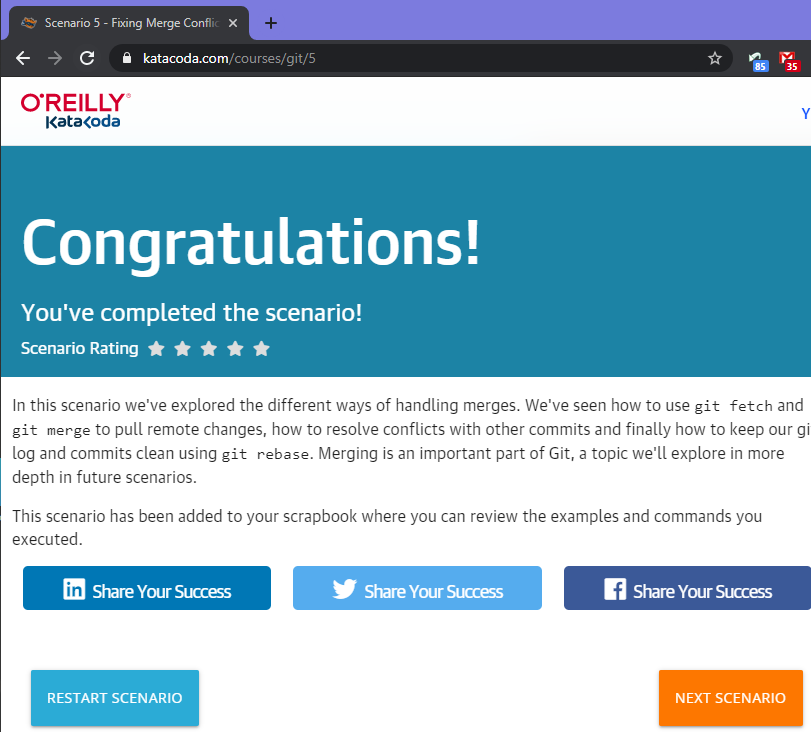 Scenario 5 - Fixing Merge Conflic
katacoda.com/courses/git/5
85
35
O'REILLY®
Katakoda
Y
Congratulations!
You've completed the scenario!
Scenario Rating
In this scenario we've explored the different ways of handling merges. We've seen how to use git fetch and
git merge to pull remote changes, how to resolve conflicts with other commits and finally how to keep our gi
log and commits clean using git rebase. Merging is an important part of Git, a topic we'll explore in more
depth in future scenarios.
This scenario has been added to your scrapbook where you can review the examples and commands you
executed.
in Share Your Success
Share Your Success
f Share Your Success
RESTART SCENARIO
NEXT SCENARIO